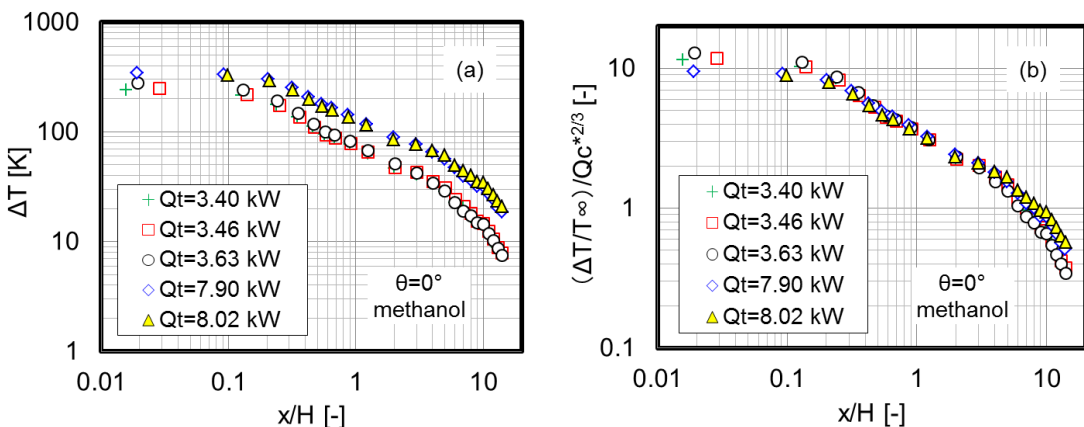 (a)
ΔT [K]
1000
100
10
1
0.01
0.1
1
10
x/H [-]
Qt=3.40 kW
Qt=3.46 kW
Qt=3.63 kW
Qt=7.90 kW
Qt=8.02 kW
θ=0°
methanol
(b)
(ΔT/T∞)/Qc*2/3 [-]
10
1
0.1
0.01
0.1
1
10
x/H [-]
Qt=3.40 kW
Qt=3.46 kW
Qt=3.63 kW
Qt=7.90 kW
Qt=8.02 kW
θ=0°
methanol